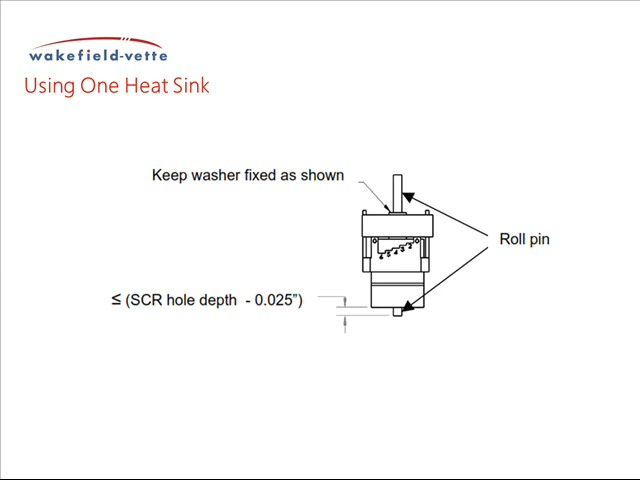 wakefield-vette
Using One Heat Sink
Keep washer fixed as shown
Roll pin
≤ (SCR hole depth - 0.025”)